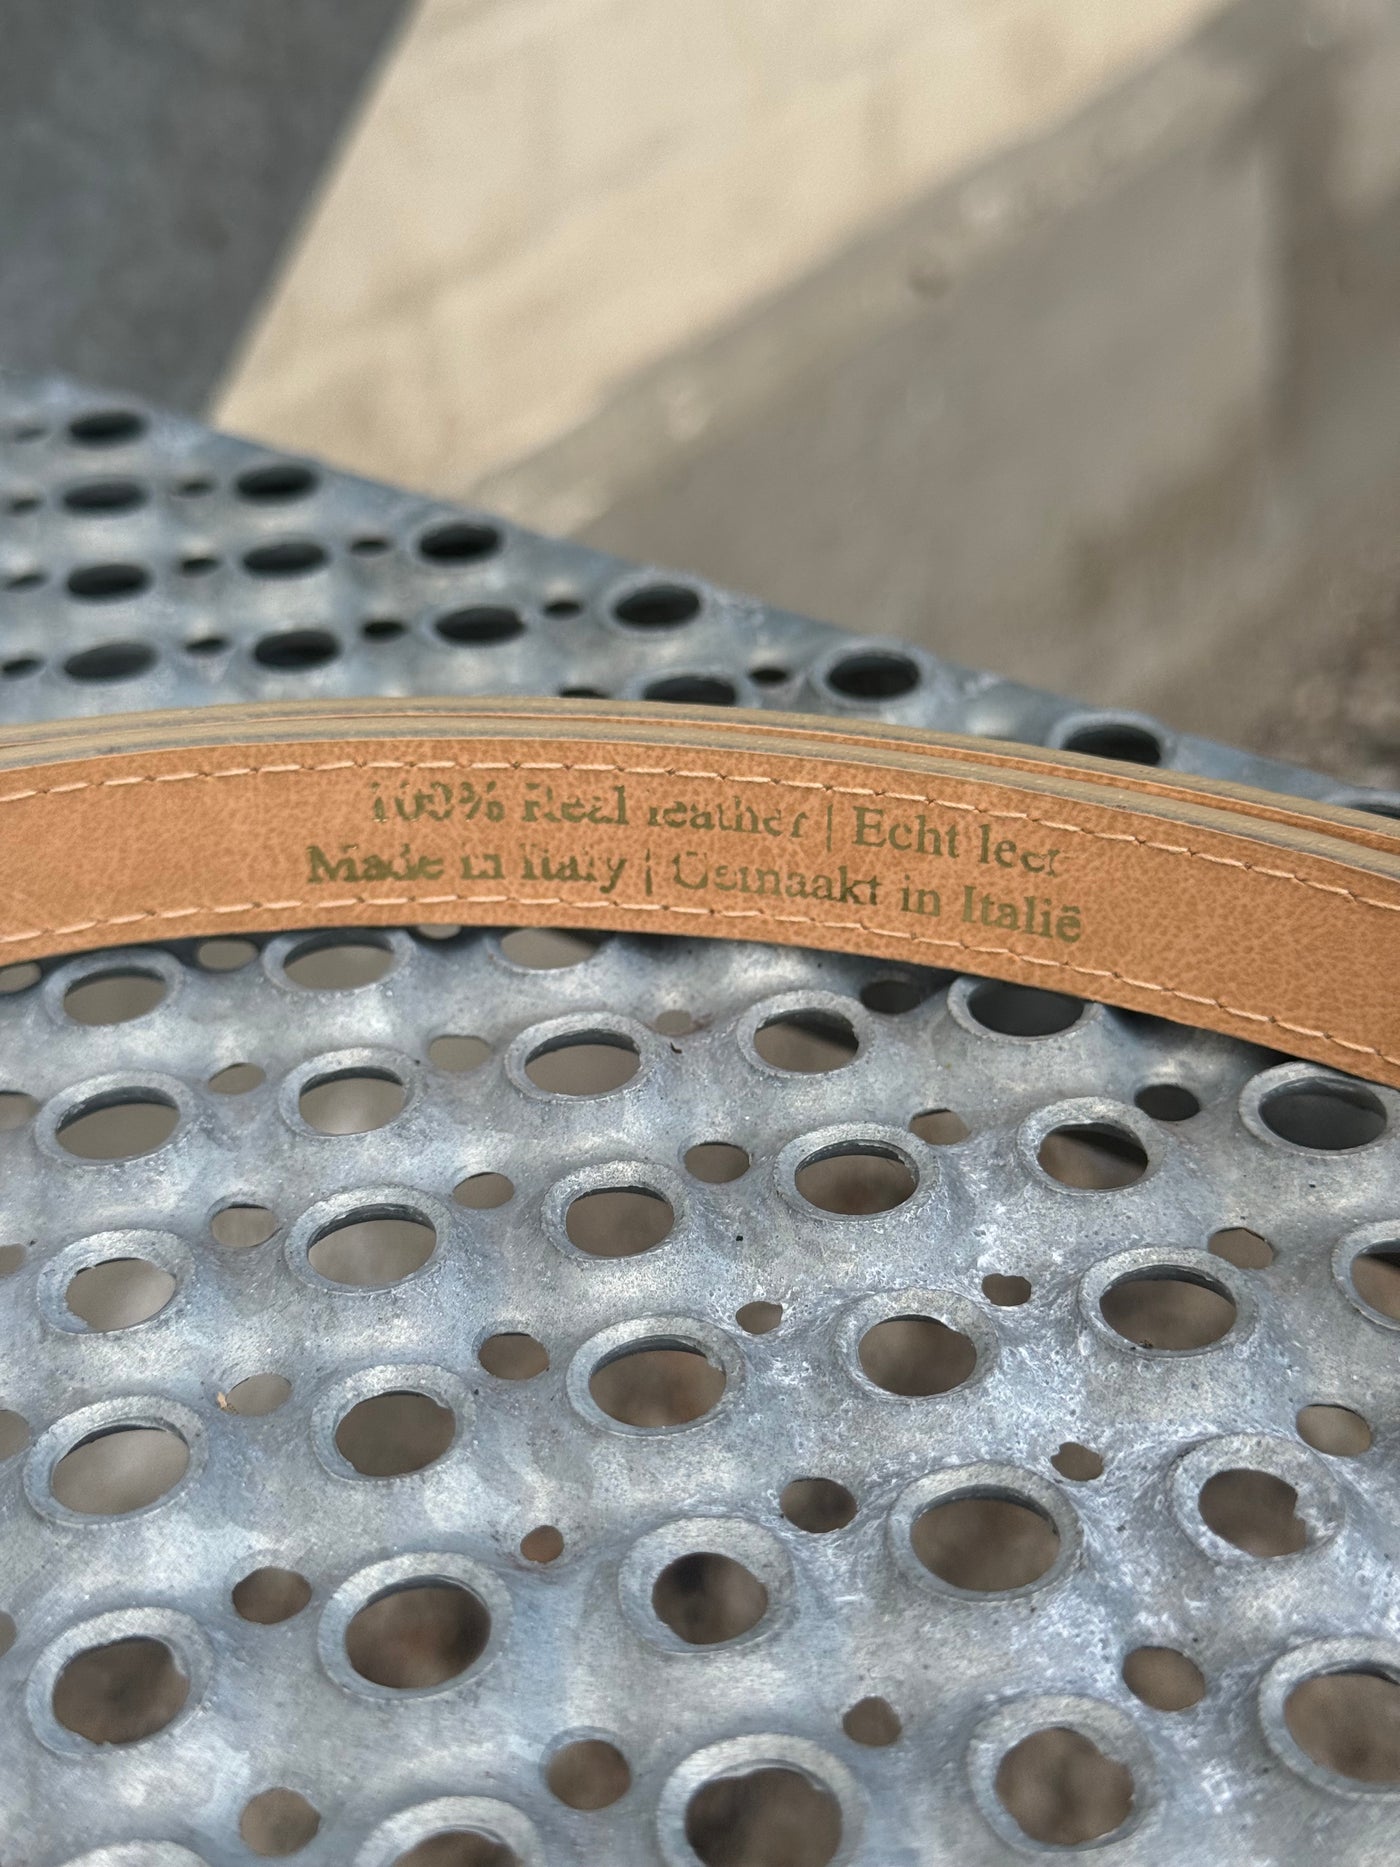 100% Real leather | Echt leer
Made in Italy | Gemaakt in Italië